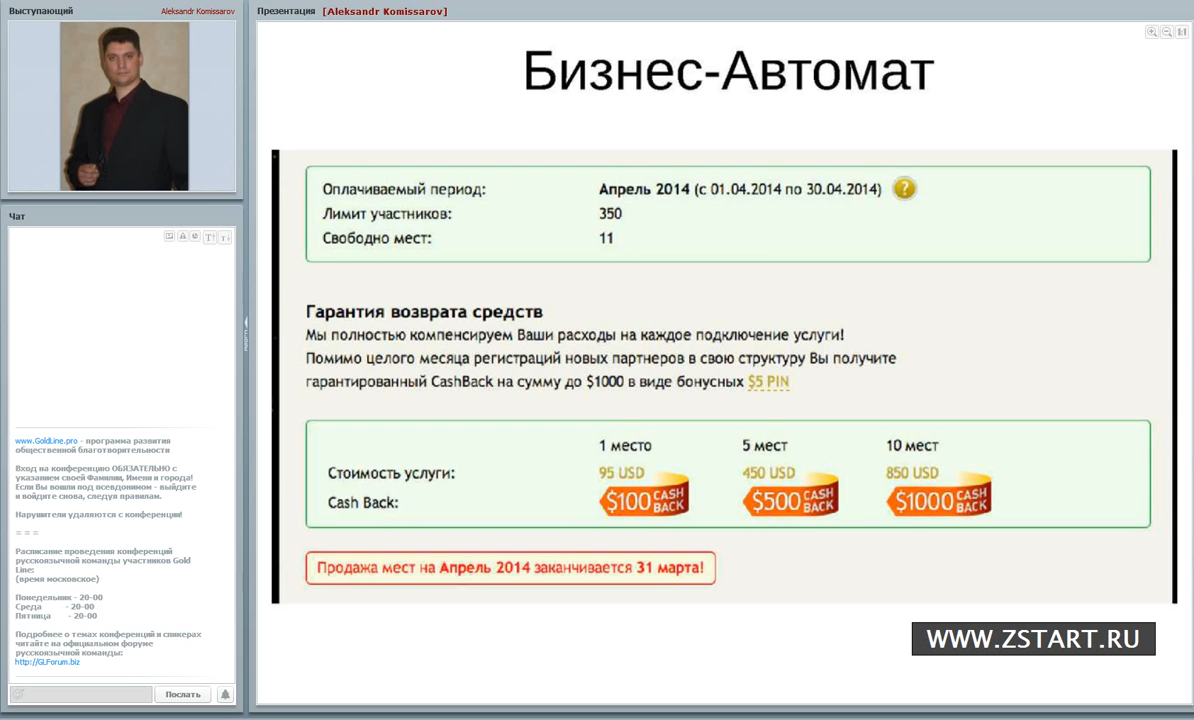 Выступающий
Aleksandr Komissarov
Чат
www.GoldLine.pro - программа развития
общественной благотворительности
Вход на конференцию ОБЯЗАТЕЛЬНО с
указанием своей Фамилии, Имени и города!
Если Вы вошли под псевдонимом - выйдите
и войдите снова, следуя правилам.
Нарушители удаляются с конференции!
= = =
Расписание проведения конференций
русскоязычной команды участников Gold
Line:
(время московское)
Понедельник - 20-00
Среда - 20-00
Пятница - 20-00
Подробнее о темах конференций и спикерах
читайте на официальном форуме
русскоязычной команды:
http://GLForum.biz
Послать
Презентация [Aleksandr Komissarov]
1:1
Бизнес-Автомат
Оплачиваемый период: Апрель 2014 (с 01.04.2014 по 30.04.2014) ?
Лимит участников: 350
Свободно мест: 11
Гарантия возврата средств
Мы полностью компенсируем Ваши расходы на каждое подключение услуги!
Помимо целого месяца регистраций новых партнеров в свою структуру Вы получите
гарантированный CashBack на сумму до $1000 в виде бонусных $5 PIN
1 место 5 мест 10 мест
Стоимость услуги: 95 USD 450 USD 850 USD
Cash Back: $100 CASH BACK $500 CASH BACK $1000 CASH BACK
Продажа мест на Апрель 2014 заканчивается 31 марта!
WWW.ZSTART.RU